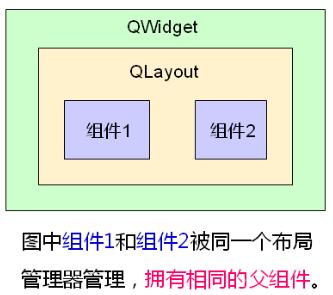 QWidget
QLayout
组件1
组件2
图中组件1和组件2被同一个布局
管理器管理，拥有相同的父组件。